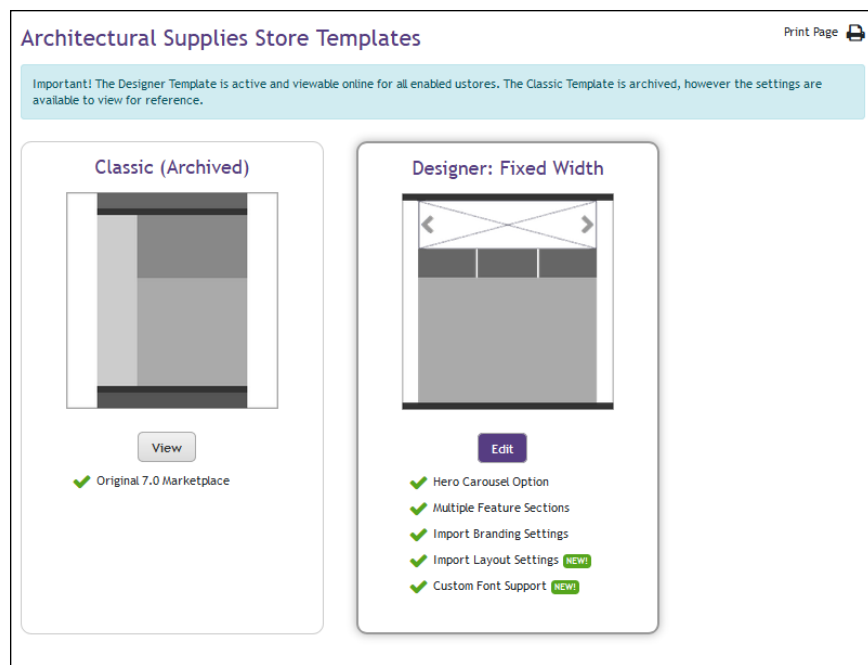 Architectural Supplies Store Templates
Print Page
Important! The Designer Template is active and viewable online for all enabled ustores. The Classic Template is archived, however the settings are
available to view for reference.
Classic (Archived)
View
Original 7.0 Marketplace
Designer: Fixed Width
Edit
Hero Carousel Option
Multiple Feature Sections
Import Branding Settings
Import Layout Settings NEW!
Custom Font Support NEW!